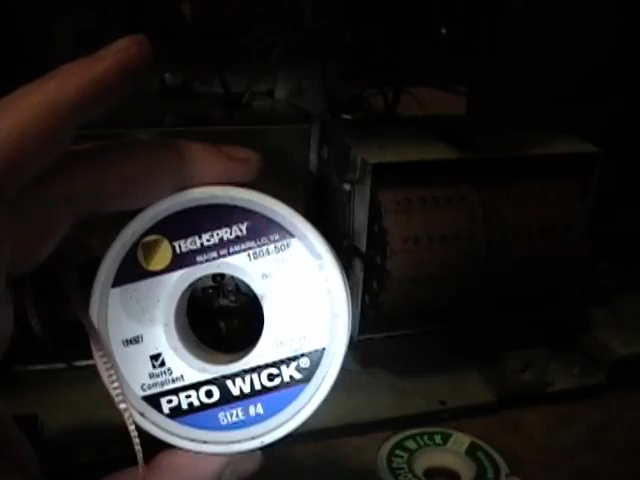 TECHSPRAY
MADE IN AMARILLO, TX
1804-50F
RoHS
Compliant
PRO WICK®
SIZE #4
WICK